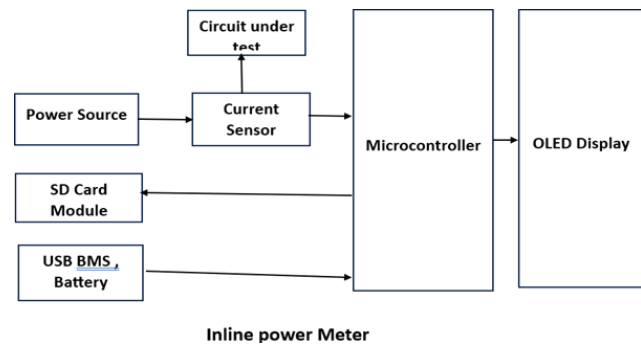 Circuit under
test
Power Source
Current
Sensor
Microcontroller
OLED Display
SD Card
Module
USB BMS ,
Battery
Inline power Meter